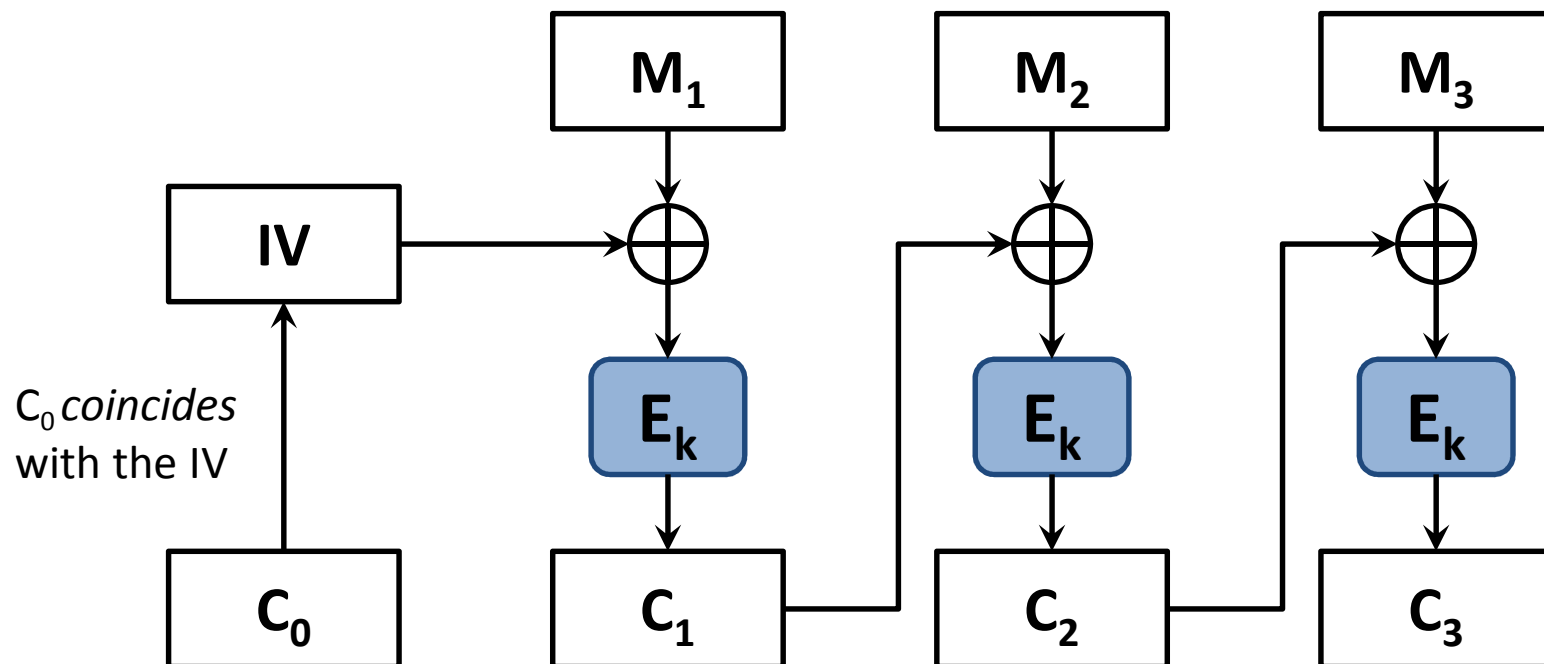 M₁ M₂ M₃
IV
C₀ coincides
with the IV
Eₖ Eₖ Eₖ
C₀ C₁ C₂ C₃